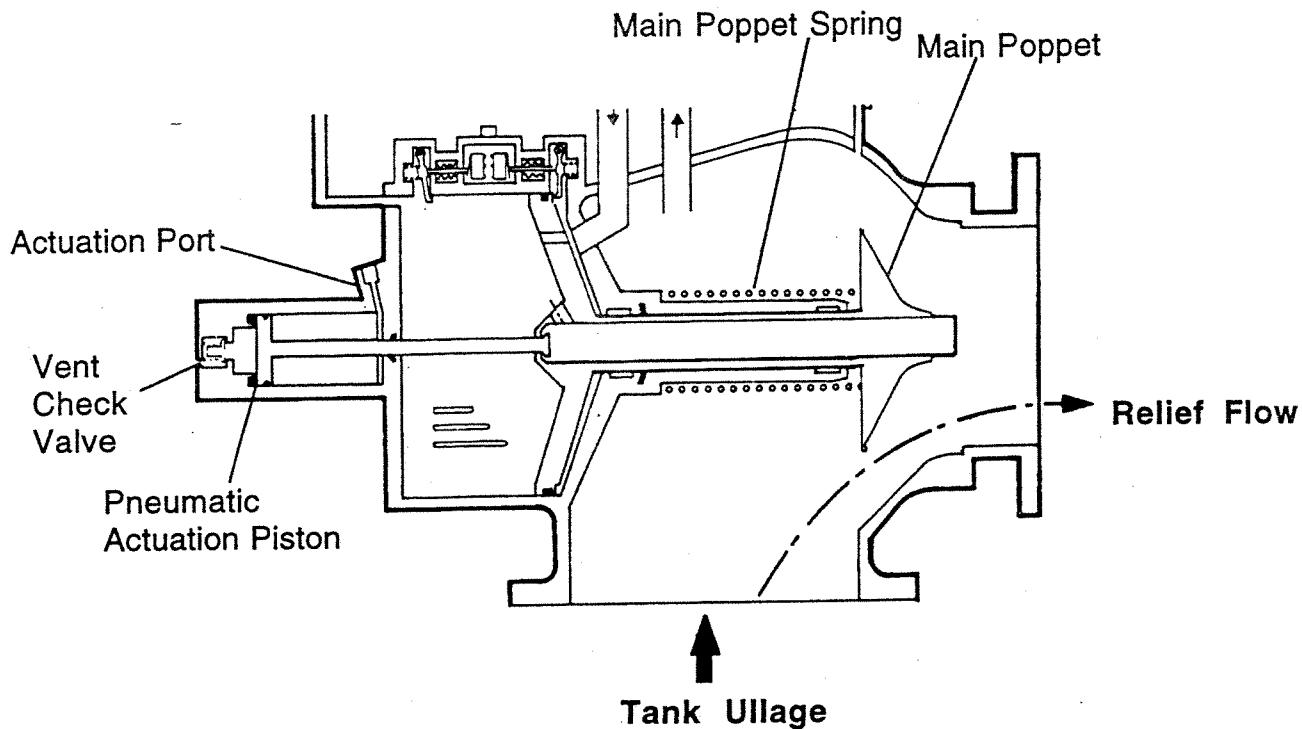 Main Poppet Spring
Main Poppet
Actuation Port
Vent
Check
Valve
Relief Flow
Pneumatic
Actuation Piston
Tank Ullage